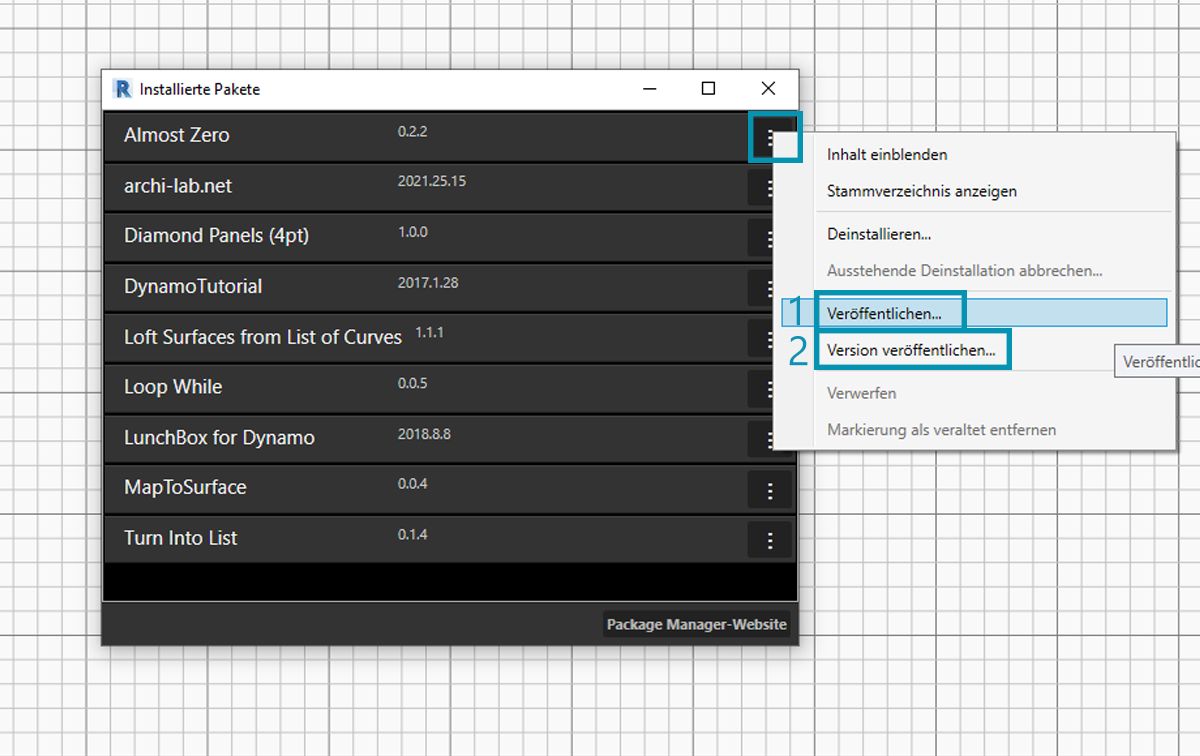 Installierte Pakete
Almost Zero 0.2.2
archi-lab.net 2021.25.15
Diamond Panels (4pt) 1.0.0
DynamoTutorial 2017.1.28
Loft Surfaces from List of Curves 1.1.1
Loop While 0.0.5
LunchBox for Dynamo 2018.8.8
MapToSurface 0.0.4
Turn Into List 0.1.4
Package Manager-Website
Inhalt einblenden
Stammverzeichnis anzeigen
Deinstallieren...
Ausstehende Deinstallation abbrechen...
1 Veröffentlichen...
2 Version veröffentlichen...
Veröffentlic
Verwerfen
Markierung als veraltet entfernen